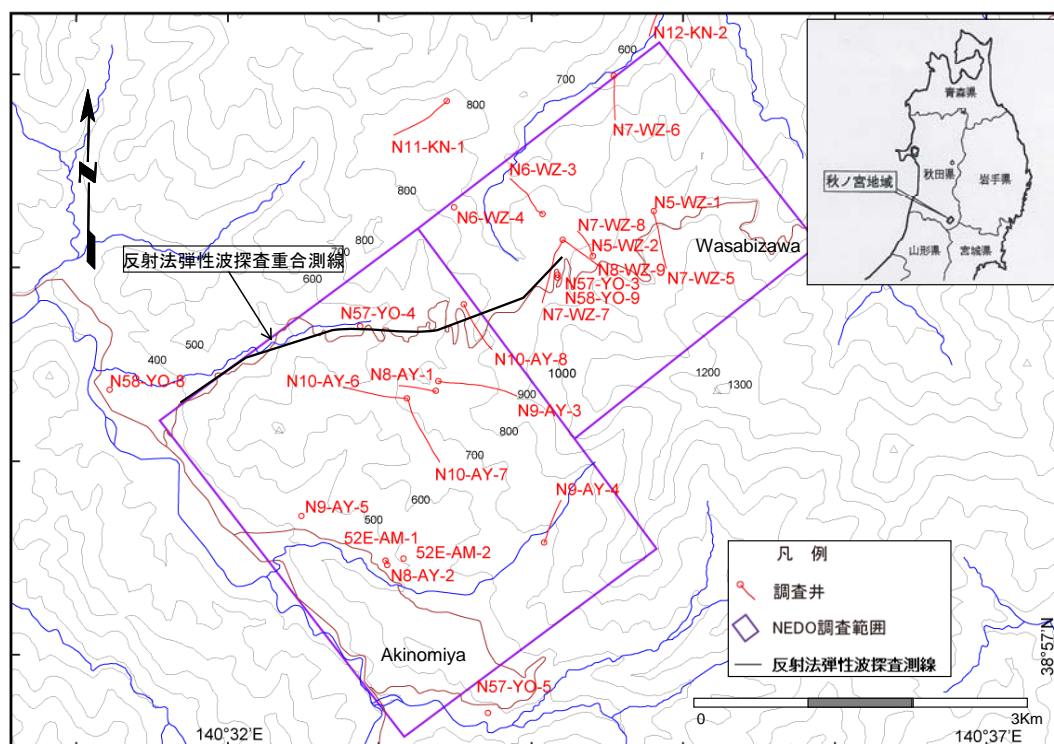 N12-KN-2
600
700
800
N7-WZ-6
N11-KN-1
N6-WZ-3
800
N6-WZ-4
N5-WZ-1
N7-WZ-8
N5-WZ-2
Wasabizawa
N8-WZ-9
N7-WZ-5
N57-YO-3
N58-YO-9
N7-WZ-7
700
800
600
反射法弾性波探査重合測線
N57-YO-4
N10-AY-8
400
500
N58-YO-8
N10-AY-6
N8-AY-1
1000
1200
1300
900
N9-AY-3
800
700
N10-AY-7
600
500
N9-AY-4
N9-AY-5
52E-AM-1
52E-AM-2
N8-AY-2
Akinomiya
N57-YO-5
N
青森県
秋田県
岩手県
秋ノ宮地域
山形県
宮城県
凡 例
調査井
NEDO調査範囲
反射法弾性波探査測線
0
3Km
140°32'E
140°37'E
38°57'N